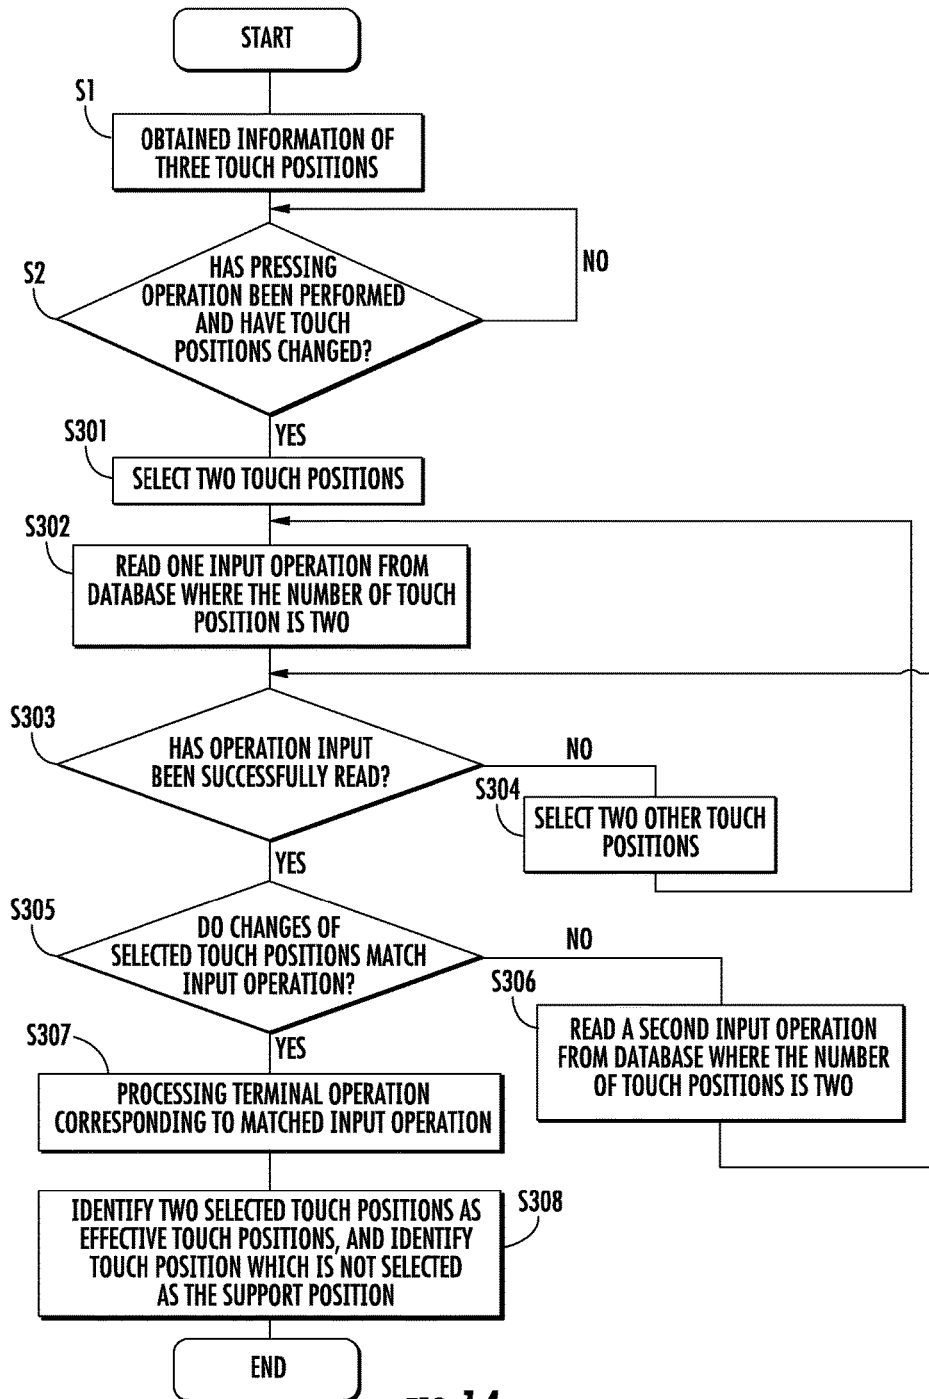 START
S1
OBTAINED INFORMATION OF
THREE TOUCH POSITIONS
S2
HAS PRESSING
OPERATION BEEN PERFORMED
AND HAVE TOUCH
POSITIONS CHANGED?
NO
YES
S301
SELECT TWO TOUCH POSITIONS
S302
READ ONE INPUT OPERATION FROM
DATABASE WHERE THE NUMBER OF TOUCH
POSITION IS TWO
S303
HAS OPERATION INPUT
BEEN SUCCESSFULLY READ?
NO
S304
SELECT TWO OTHER TOUCH
POSITIONS
YES
S305
DO CHANGES OF
SELECTED TOUCH POSITIONS MATCH
INPUT OPERATION?
NO
S306
READ A SECOND INPUT OPERATION
FROM DATABASE WHERE THE NUMBER
OF TOUCH POSITIONS IS TWO
YES
S307
PROCESSING TERMINAL OPERATION
CORRESPONDING TO MATCHED INPUT OPERATION
S308
IDENTIFY TWO SELECTED TOUCH POSITIONS AS
EFFECTIVE TOUCH POSITIONS, AND IDENTIFY
TOUCH POSITION WHICH IS NOT SELECTED
AS THE SUPPORT POSITION
END